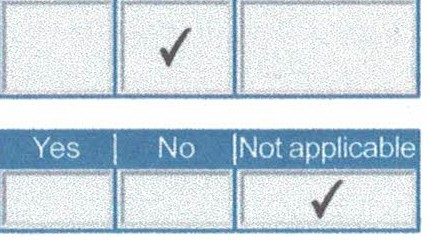 ✓
Yes | No | Not applicable
✓